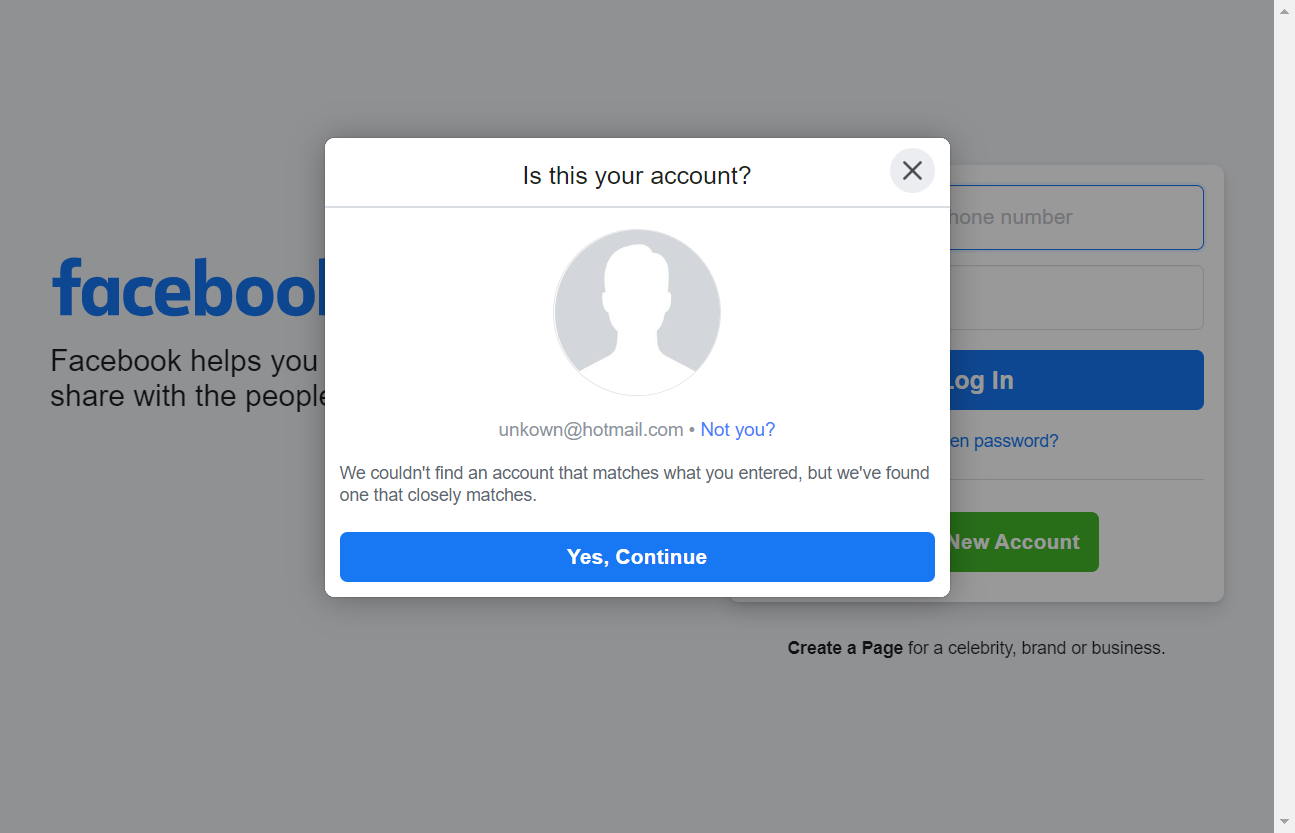 Is this your account?
facebook
Facebook helps you
share with the people
unkown@hotmail.com • Not you?
We couldn't find an account that matches what you entered, but we've found
one that closely matches.
Yes, Continue
number
Log In
password?
New Account
Create a Page for a celebrity, brand or business.